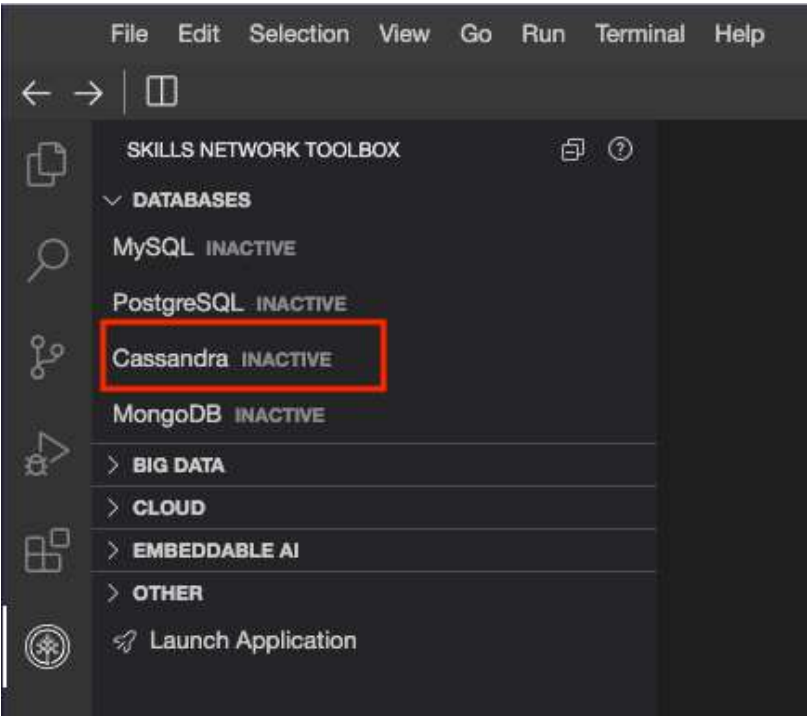 File Edit Selection View Go Run Terminal Help
SKILLS NETWORK TOOLBOX
DATABASES
MySQL INACTIVE
PostgreSQL INACTIVE
Cassandra INACTIVE
MongoDB INACTIVE
BIG DATA
CLOUD
EMBEDDABLE AI
OTHER
Launch Application